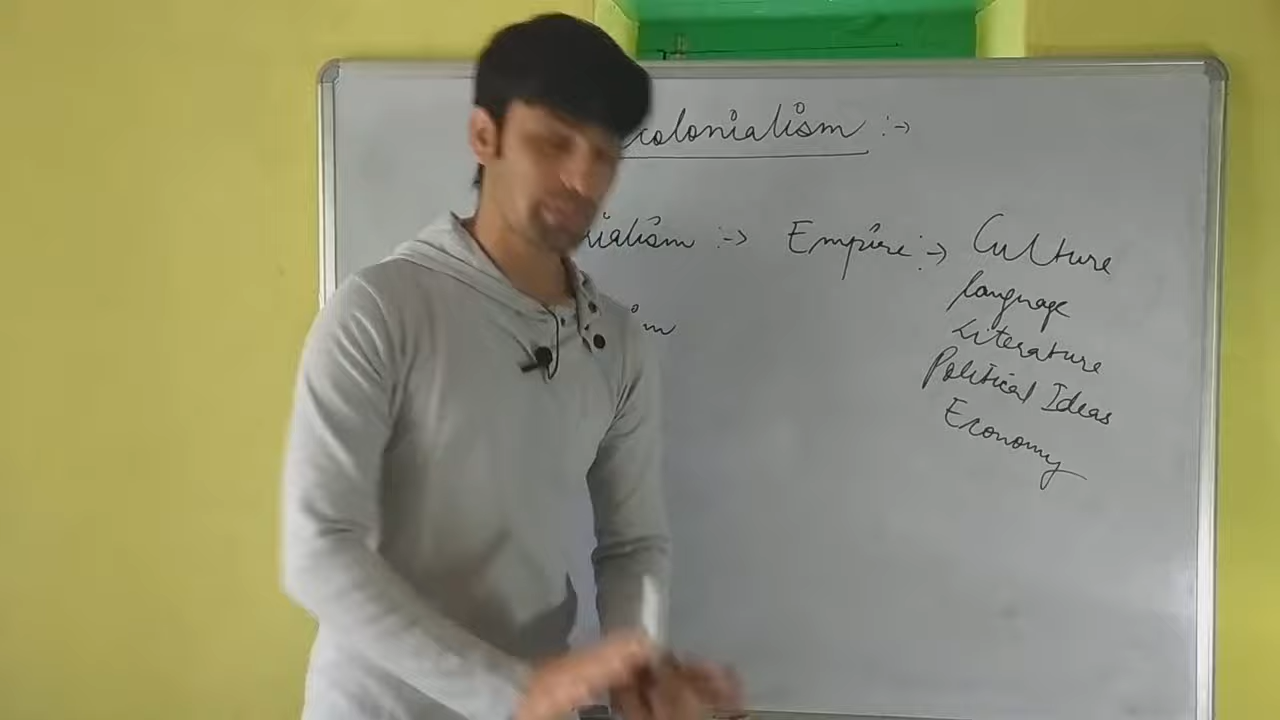 colonialism :→
ialism :→ Empire :→ Culture
language
Literature
Political Ideas
Economy
m